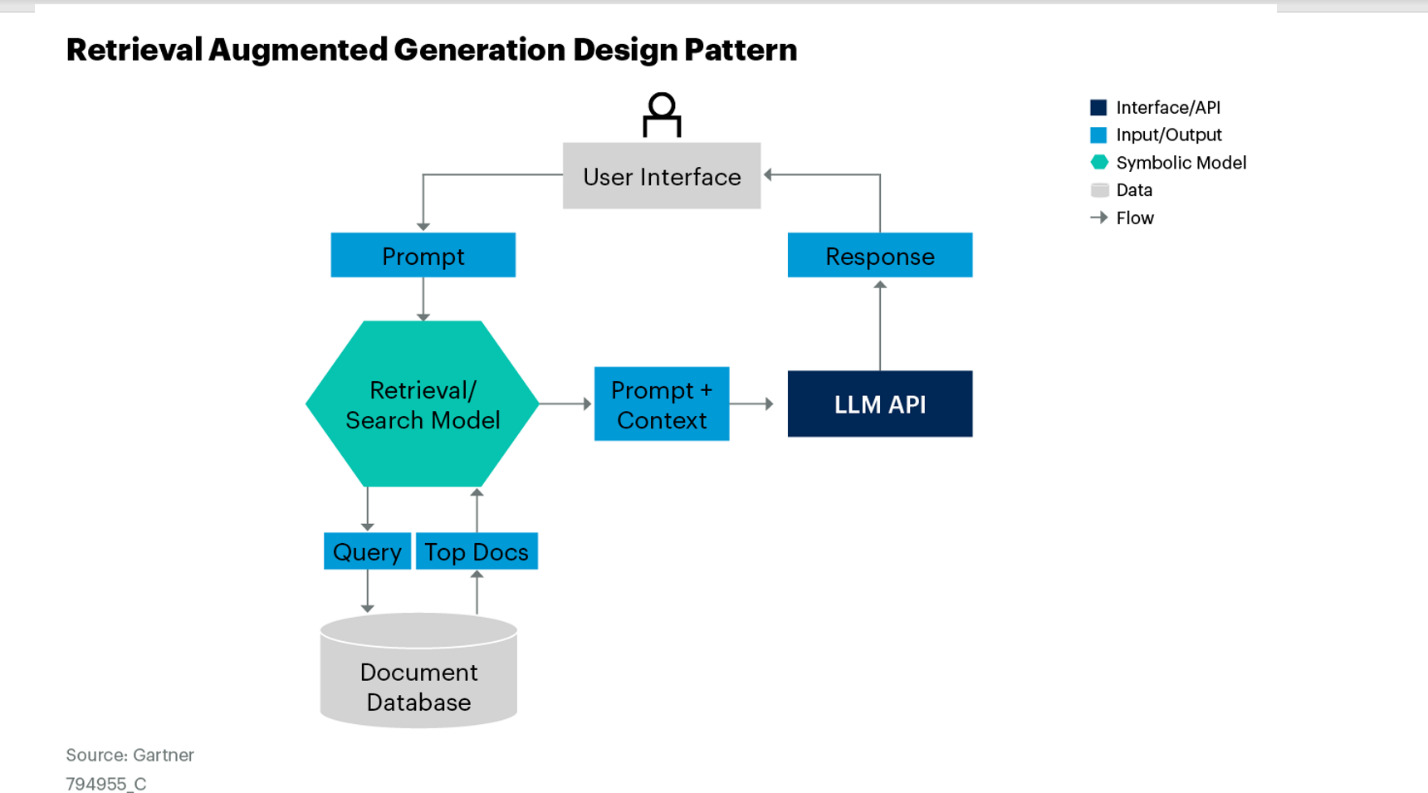 Retrieval Augmented Generation Design Pattern
Interface/API
Input/Output
Symbolic Model
Data
Flow
User Interface
Prompt
Response
Retrieval/
Search Model
Prompt +
Context
LLM API
Query
Top Docs
Document
Database
Source: Gartner
794955_C